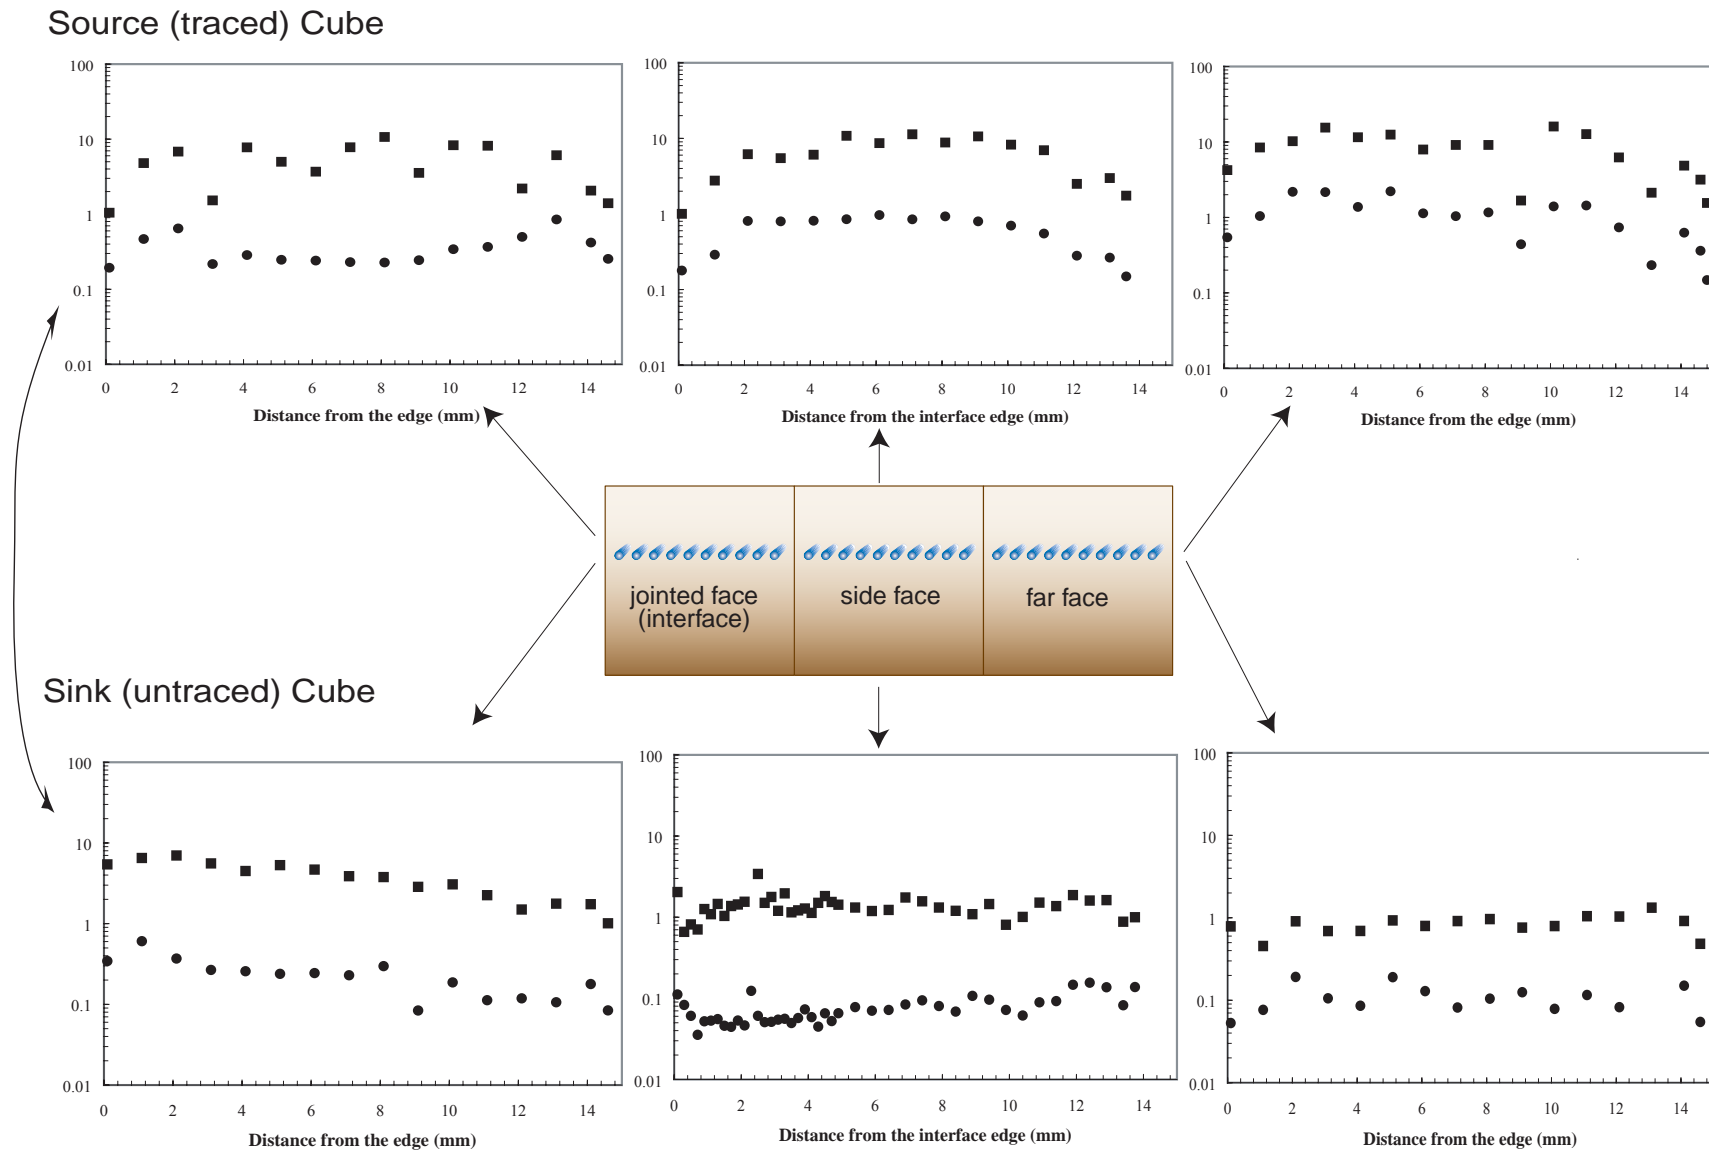 Source (traced) Cube
100
10
1
0.1
0.01
0 2 4 6 8 10 12 14
Distance from the edge (mm)
100
10
1
0.1
0.01
0 2 4 6 8 10 12 14
Distance from the interface edge (mm)
100
10
1
0.1
0.01
0 2 4 6 8 10 12 14
Distance from the edge (mm)
jointed face
(interface)
side face
far face
Sink (untraced) Cube
100
10
1
0.1
0.01
0 2 4 6 8 10 12 14
Distance from the edge (mm)
100
10
1
0.1
0.01
0 2 4 6 8 10 12 14
Distance from the interface edge (mm)
100
10
1
0.1
0.01
0 2 4 6 8 10 12 14
Distance from the edge (mm)